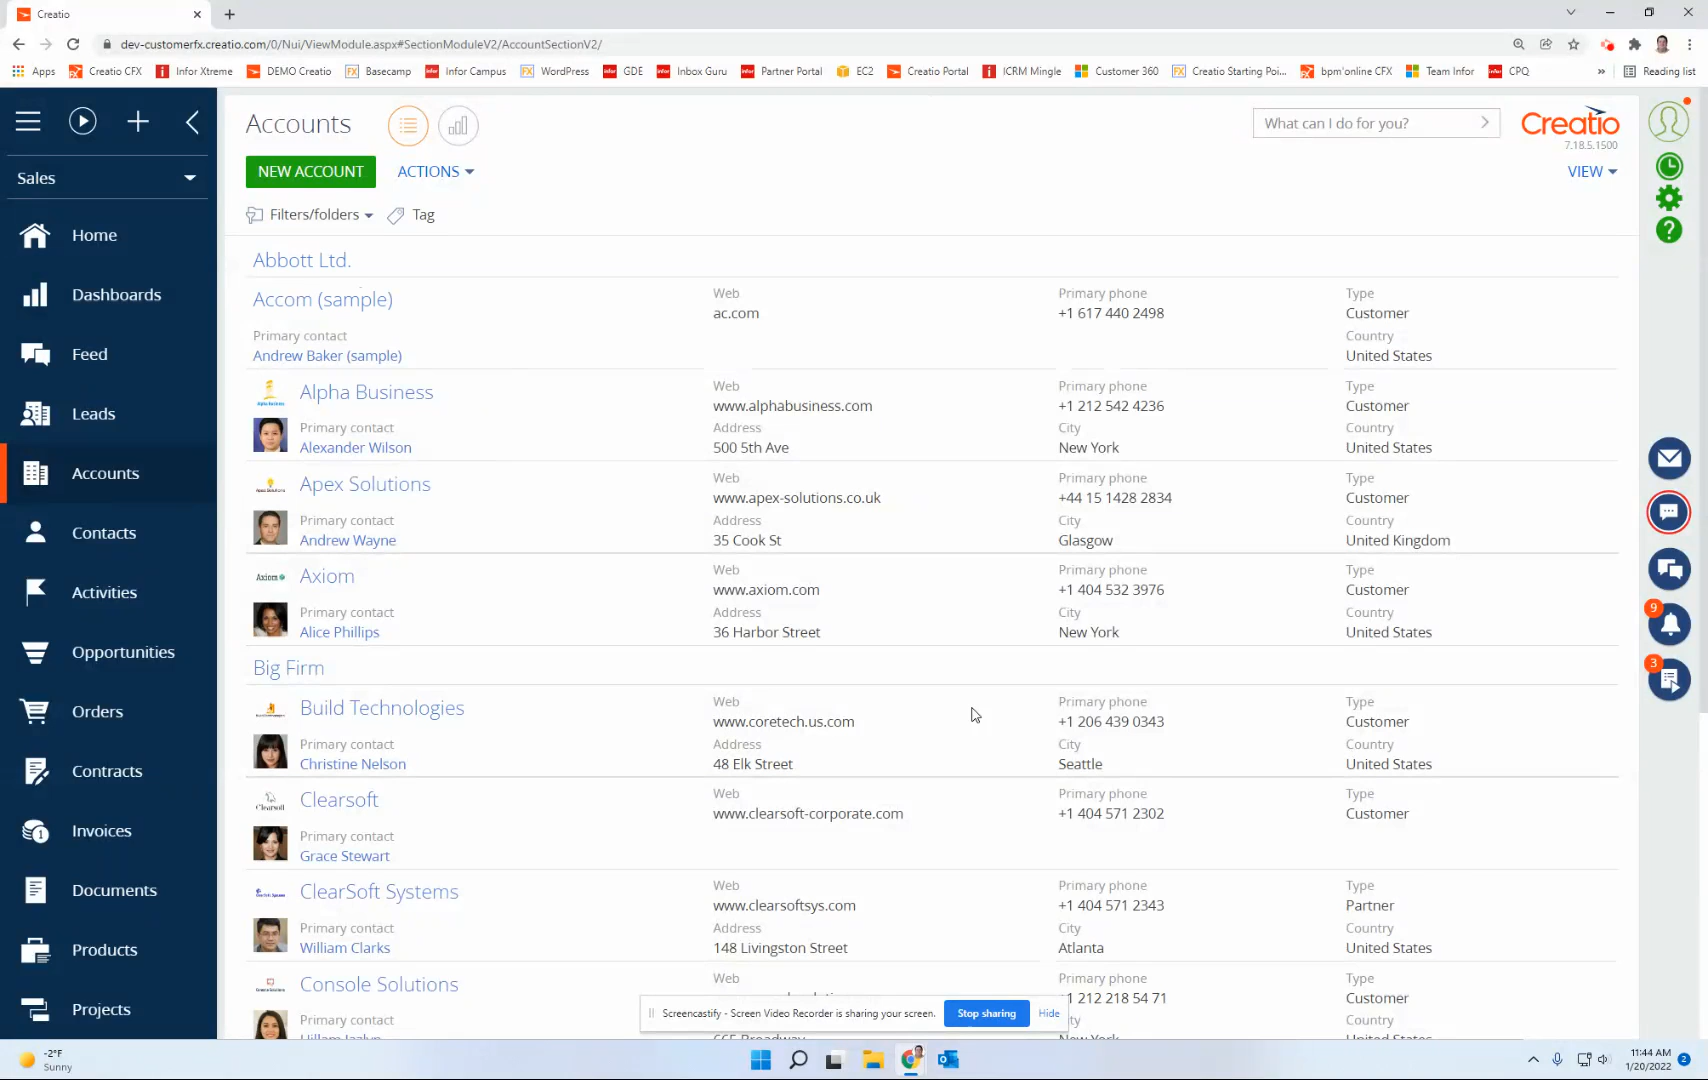 Creatio
dev-customerfx.creatio.com/0/Nui/ViewModule.aspx#SectionModuleV2/AccountSectionV2/
Apps Creatio CFX Infor Xtreme DEMO Creatio Basecamp Infor Campus WordPress GDE Inbox Guru Partner Portal EC2 Creatio Portal ICRM Mingle Customer 360 Creatio Starting Poi... bpm'online CFX Team Infor CPQ » Reading list
Sales
Home
Dashboards
Feed
Leads
Accounts
Contacts
Activities
Opportunities
Orders
Contracts
Invoices
Documents
Products
Projects
Accounts
What can I do for you?
Creatio
7.18.5.1500
NEW ACCOUNT ACTIONS VIEW
Filters/folders Tag
Abbott Ltd.
Accom (sample)
Web
ac.com
Primary phone
+1 617 440 2498
Type
Customer
Primary contact
Andrew Baker (sample)
Country
United States
Alpha Business
Web
www.alphabusiness.com
Primary phone
+1 212 542 4236
Type
Customer
Primary contact
Alexander Wilson
Address
500 5th Ave
City
New York
Country
United States
Apex Solutions
Web
www.apex-solutions.co.uk
Primary phone
+44 15 1428 2834
Type
Customer
Primary contact
Andrew Wayne
Address
35 Cook St
City
Glasgow
Country
United Kingdom
Axiom
Axiom
Web
www.axiom.com
Primary phone
+1 404 532 3976
Type
Customer
Primary contact
Alice Phillips
Address
36 Harbor Street
City
New York
Country
United States
Big Firm
Build Technologies
Web
www.coretech.us.com
Primary phone
+1 206 439 0343
Type
Customer
Primary contact
Christine Nelson
Address
48 Elk Street
City
Seattle
Country
United States
Clearsoft
Clearsoft
Web
www.clearsoft-corporate.com
Primary phone
+1 404 571 2302
Type
Customer
Primary contact
Grace Stewart
ClearSoft Systems
Web
www.clearsoftsys.com
Primary phone
+1 404 571 2343
Type
Partner
Primary contact
William Clarks
Address
148 Livingston Street
City
Atlanta
Country
United States
Console Solutions
Web
Primary phone
1 212 218 54 71
Type
Customer
Primary contact
Country
9
3
Screencastify - Screen Video Recorder is sharing your screen. Stop sharing Hide
-2°F
Sunny
11:44 AM
1/20/2022
2